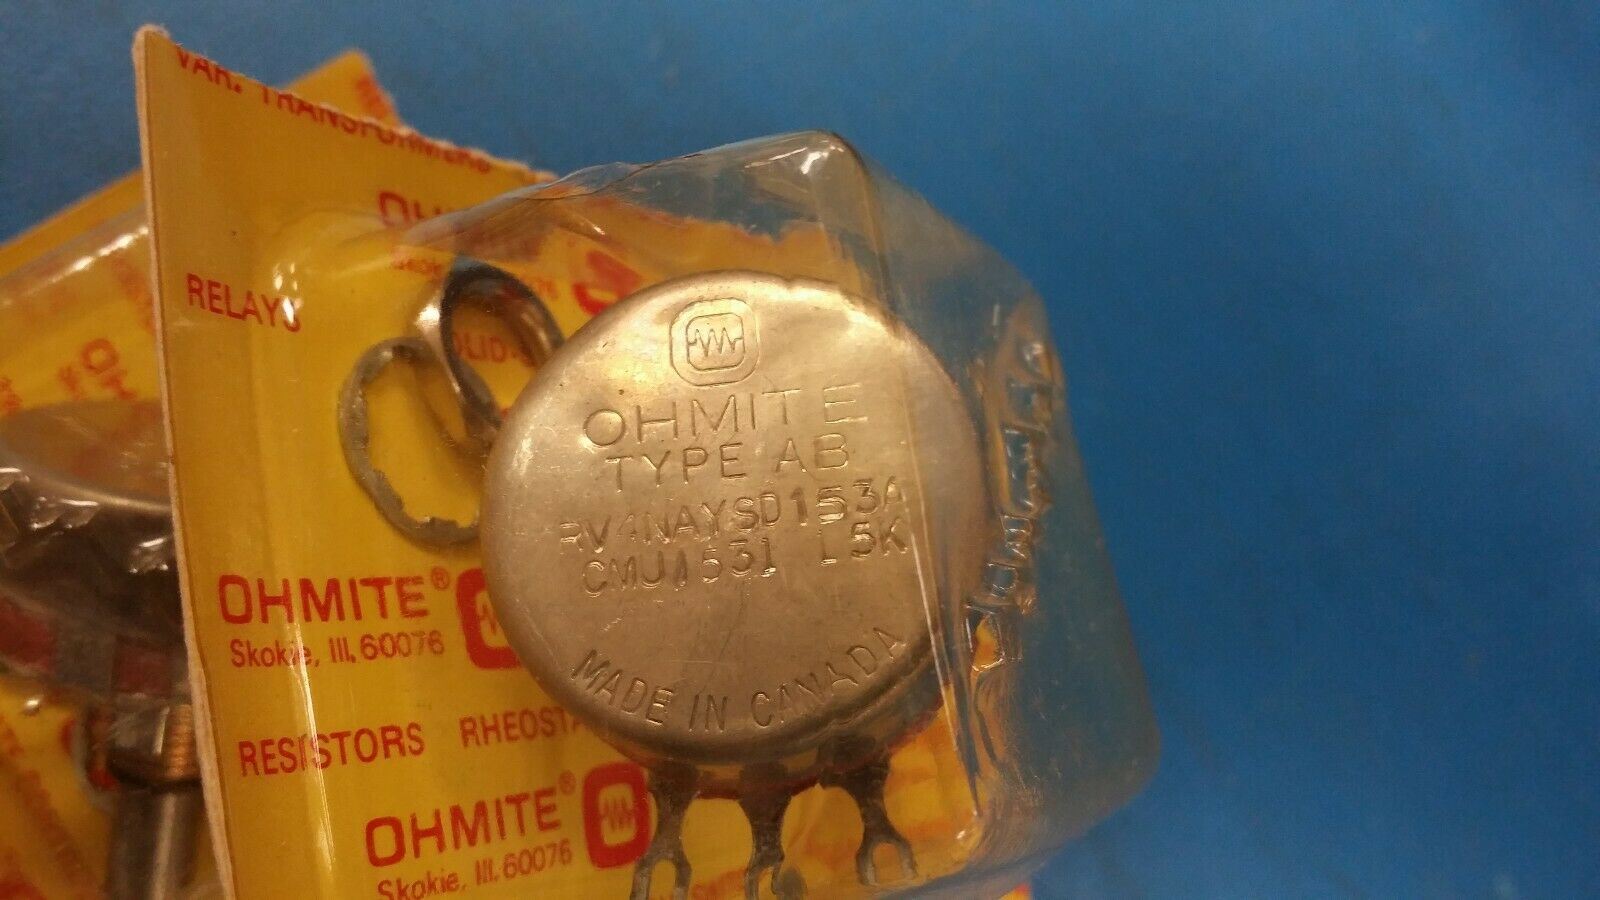 VAR. TRANSFORMERS
RELAYS
OHMITE
TYPE AB
RV4NAYSD153A
CMU1531 15K
MADE IN CANADA
OHMITE®
Skokie, Ill. 60076
RESISTORS RHEOSTA
OHMITE®
Skokie, Ill. 60076